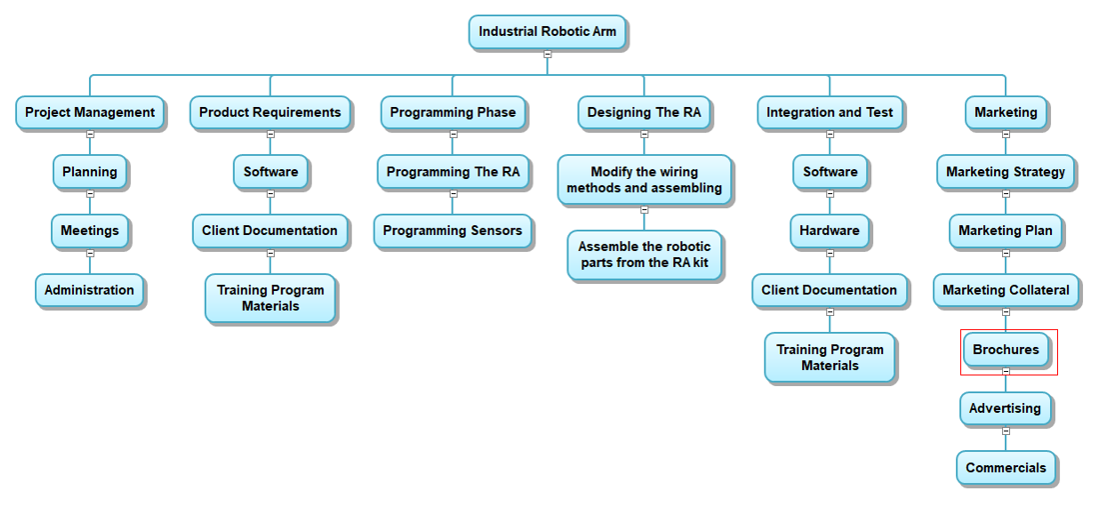 Industrial Robotic Arm
Project Management
Product Requirements
Programming Phase
Designing The RA
Integration and Test
Marketing
Planning
Software
Programming The RA
Modify the wiring
methods and assembling
Software
Marketing Strategy
Meetings
Client Documentation
Programming Sensors
Assemble the robotic
parts from the RA kit
Hardware
Marketing Plan
Administration
Training Program
Materials
Client Documentation
Marketing Collateral
Training Program
Materials
Brochures
Advertising
Commercials